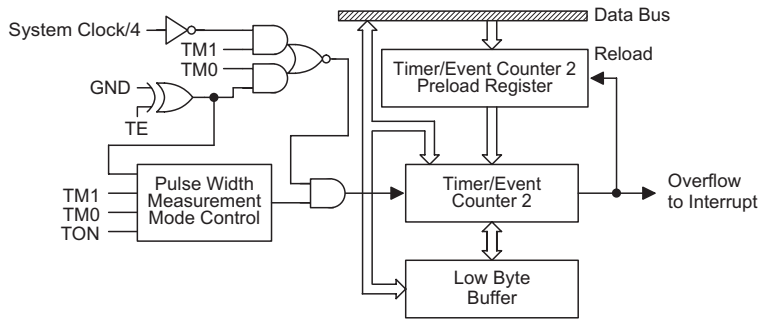 Data Bus
System Clock/4
TM1
TM0
GND
TE
Reload
Timer/Event Counter 2
Preload Register
TM1
TM0
TON
Pulse Width
Measurement
Mode Control
Timer/Event
Counter 2
Overflow
to Interrupt
Low Byte
Buffer